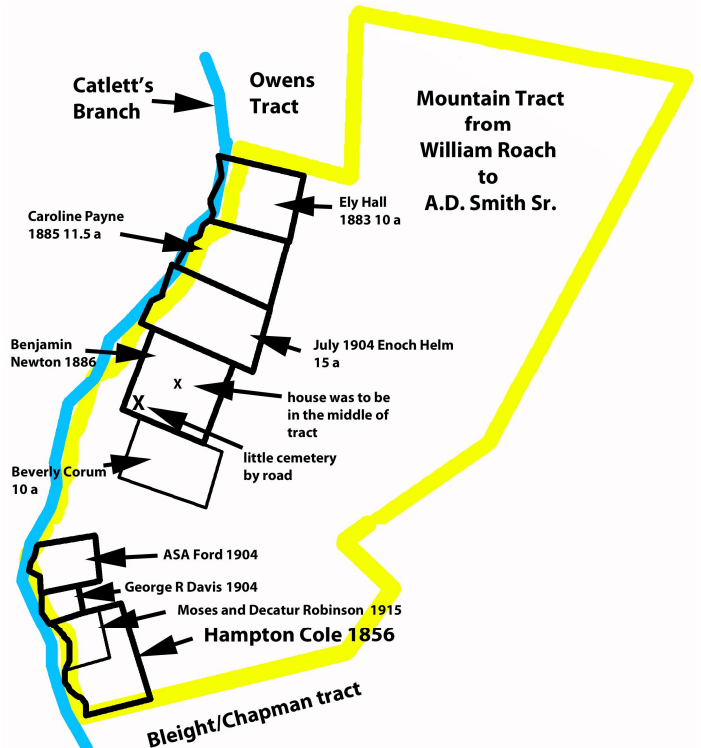 Catlett's
Branch
Owens
Tract
Mountain Tract
from
William Roach
to
A.D. Smith Sr.
Ely Hall
1883 10 a
Caroline Payne
1885 11.5 a
July 1904 Enoch Helm
15 a
Benjamin
Newton 1886
X
house was to be
in the middle of
tract
X
little cemetery
by road
Beverly Corum
10 a
ASA Ford 1904
George R Davis 1904
Moses and Decatur Robinson 1915
Hampton Cole 1856
Bleight/Chapman tract